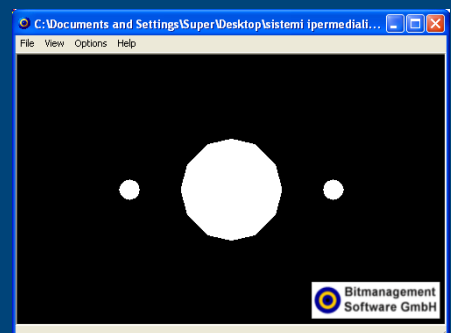 C:\Documents and Settings\Super\Desktop\sistemi ipermediali...
File View Options Help
Bitmanagement
Software GmbH